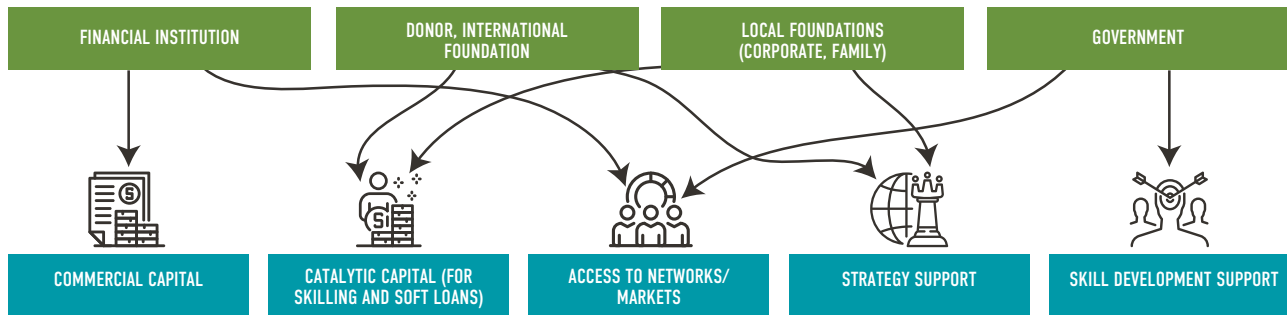 FINANCIAL INSTITUTION
DONOR, INTERNATIONAL
FOUNDATION
LOCAL FOUNDATIONS
(CORPORATE, FAMILY)
GOVERNMENT
COMMERCIAL CAPITAL
CATALYTIC CAPITAL (FOR
SKILLING AND SOFT LOANS)
ACCESS TO NETWORKS/
MARKETS
STRATEGY SUPPORT
SKILL DEVELOPMENT SUPPORT